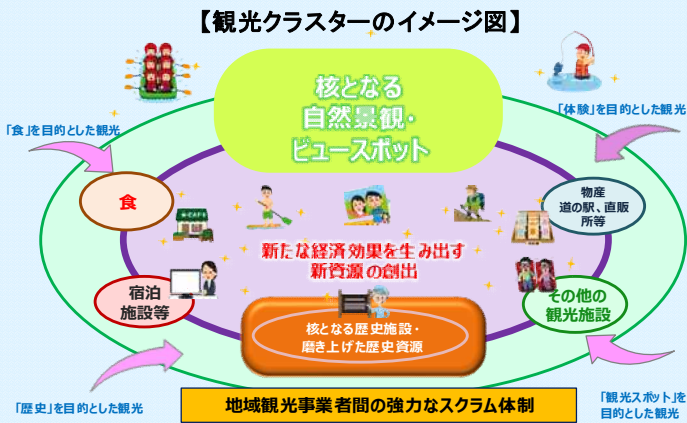 【観光クラスターのイメージ図】
核となる
自然景観・
ビュースポット
「食」を目的とした観光
「体験」を目的とした観光
食
物産
道の駅、直販
所等
新たな経済効果を生み出す
新資源の創出
宿泊
施設等
その他の
観光施設
核となる歴史施設・
磨き上げた歴史資源
「歴史」を目的とした観光
地域観光事業者間の強力なスクラム体制
「観光スポット」を
目的とした観光